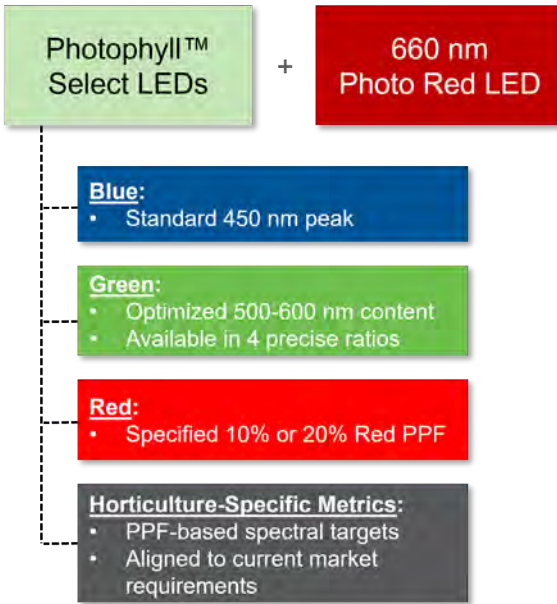 Photophyll™
Select LEDs
+
660 nm
Photo Red LED
Blue:
• Standard 450 nm peak
Green:
• Optimized 500-600 nm content
• Available in 4 precise ratios
Red:
• Specified 10% or 20% Red PPF
Horticulture-Specific Metrics:
• PPF-based spectral targets
• Aligned to current market
requirements